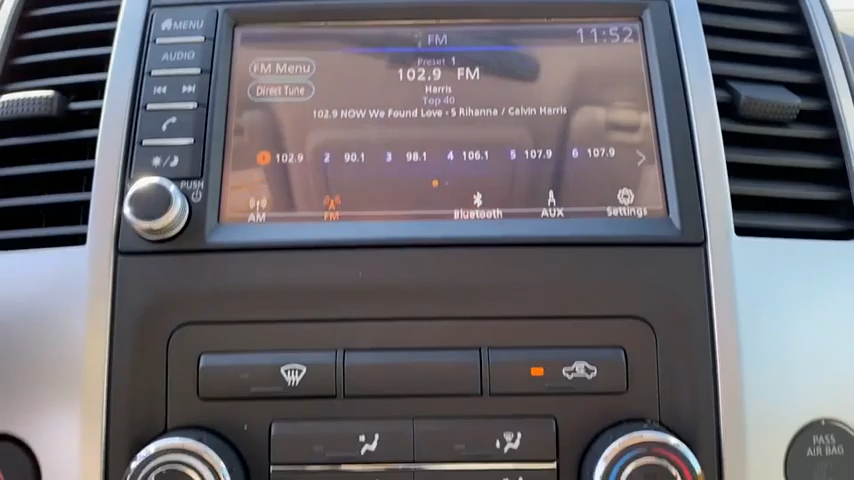 MENU
FM
11:52
AUDIO
FM Menu
Preset 1
102.9 FM
Direct Tune
Harris
Top 40
102.9 NOW We Found Love - S Rihanna / Calvin Harris
1 102.9 2 90.1 3 98.1 4 106.1 5 107.9 6 107.9
PUSH
AM
FM
Bluetooth
AUX
Settings
PASS
AIR BAG